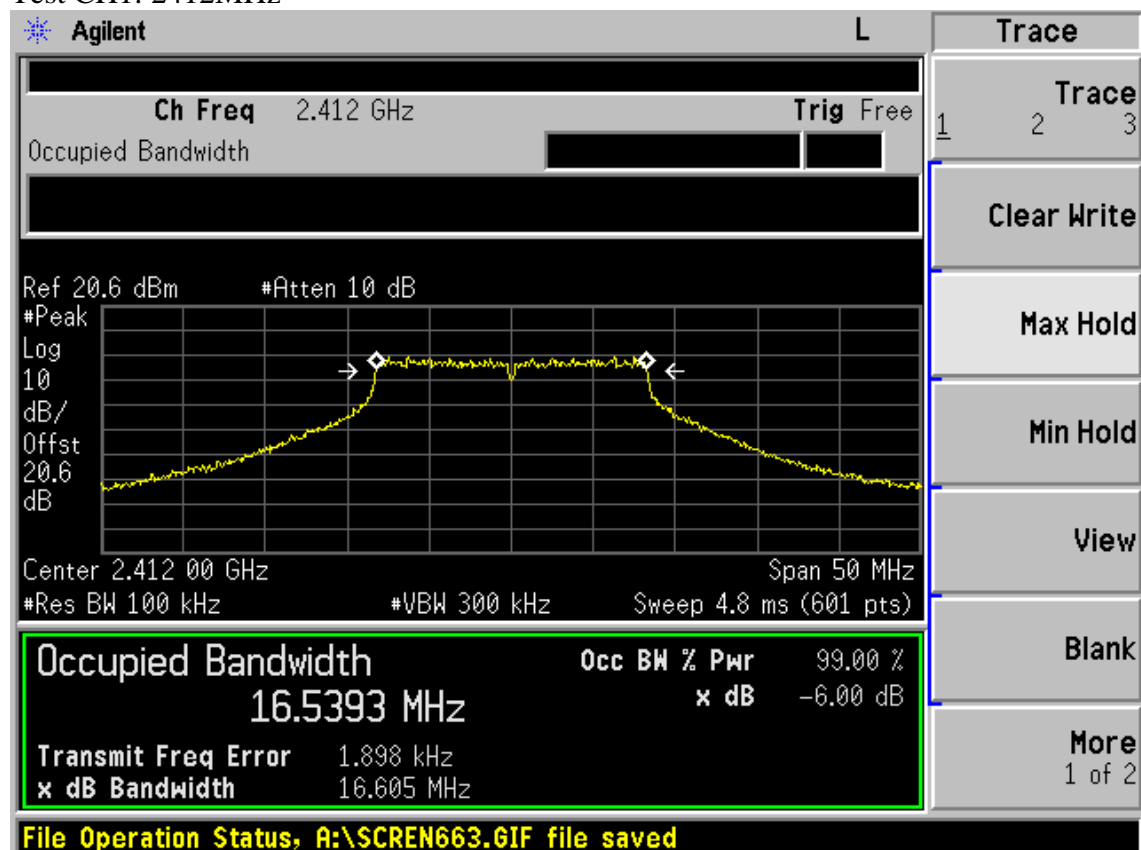 Test CH1: 2412MHz
Agilent L Trace
Ch Freq 2.412 GHz Trig Free
Occupied Bandwidth
Trace
1 2 3
Clear Write
Max Hold
Min Hold
View
Blank
More
1 of 2
Ref 20.6 dBm #Atten 10 dB
#Peak
Log
10
dB/
Offst
20.6
dB
Center 2.412 00 GHz Span 50 MHz
#Res BW 100 kHz #VBW 300 kHz Sweep 4.8 ms (601 pts)
Occupied Bandwidth Occ BW % Pwr 99.00 %
16.5393 MHz x dB -6.00 dB
Transmit Freq Error 1.898 kHz
x dB Bandwidth 16.605 MHz
File Operation Status, A:\SCREN663.GIF file saved